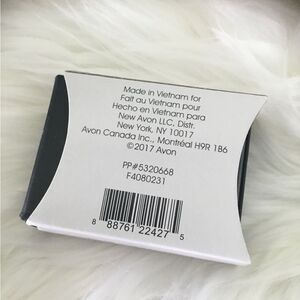 Made in Vietnam for
Fait au Vietnam pour
Hecho en Vietnam para
New Avon LLC, Distr.
New York, NY 10017
Avon Canada Inc., Montréal H9R 1B6
©2017 Avon
PP#5320668
F4080231
8 88761 22427 5